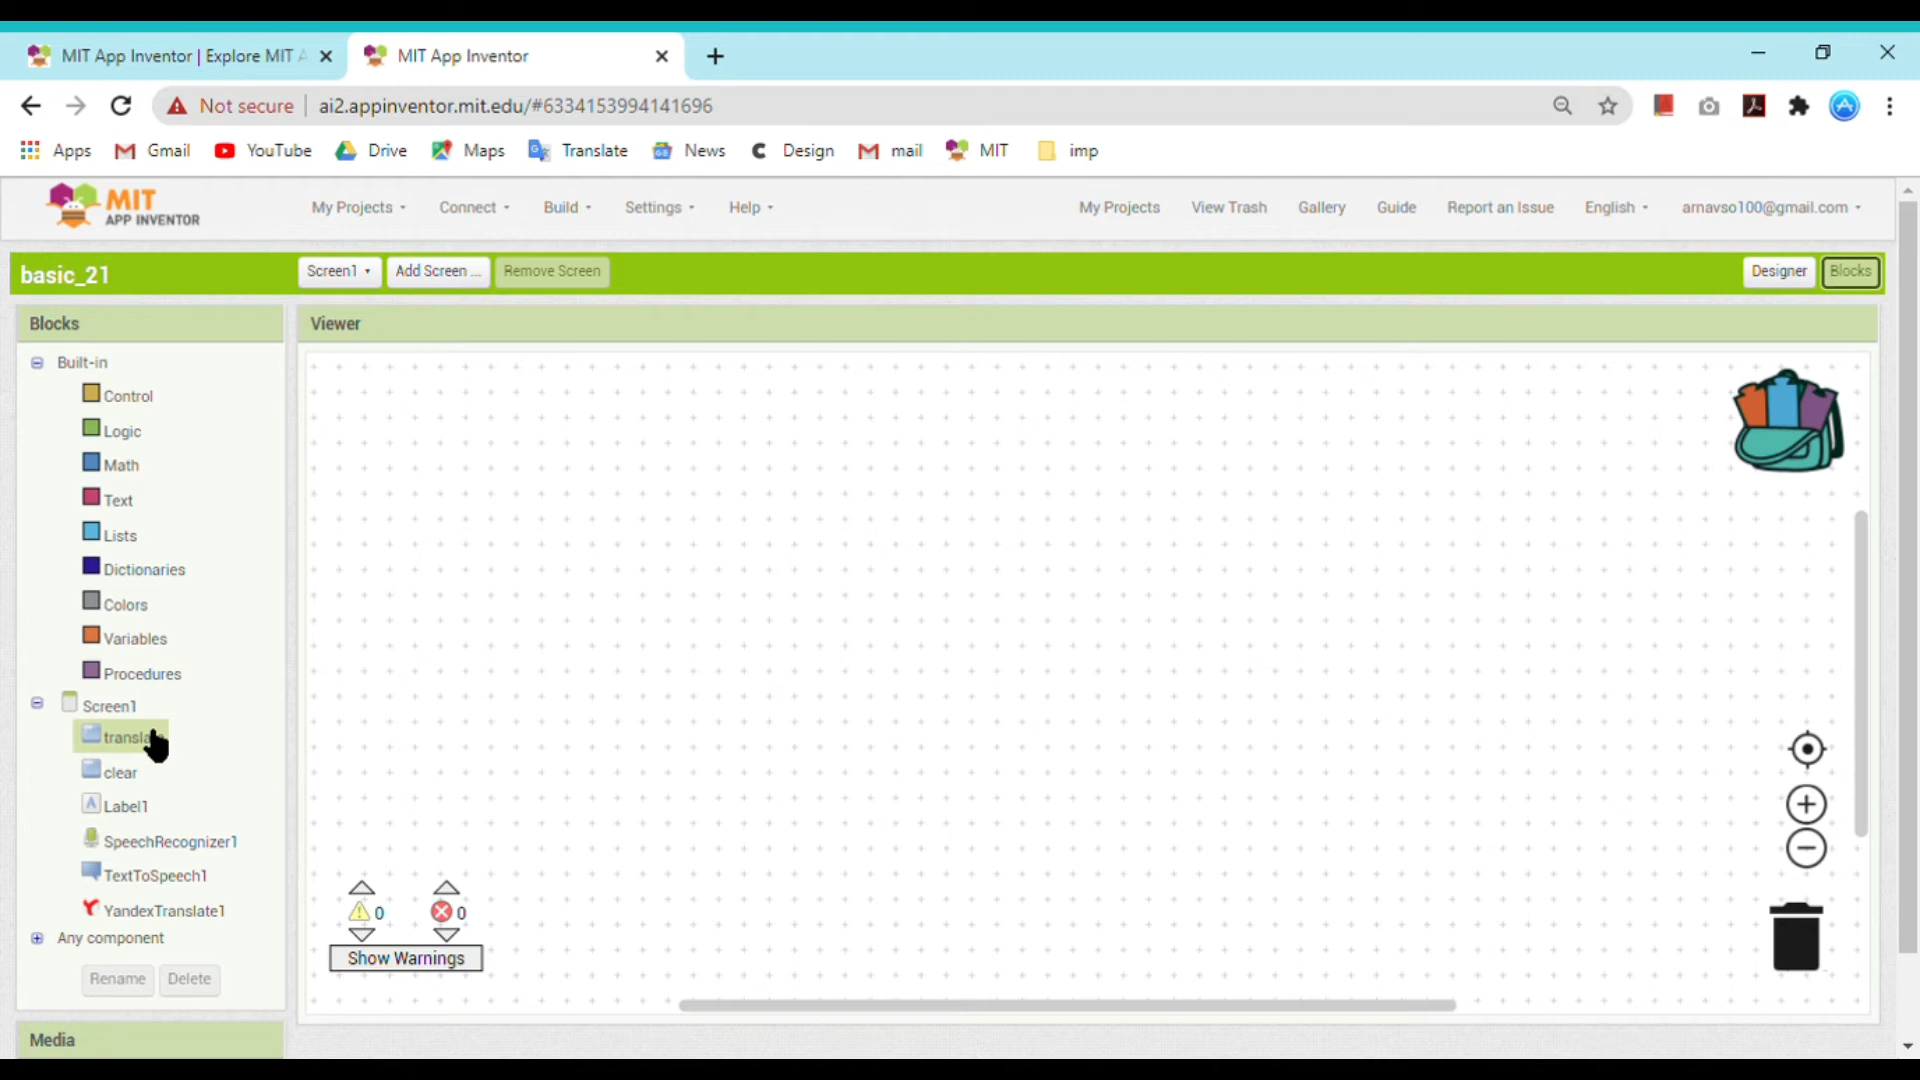 MIT App Inventor | Explore MIT A
MIT App Inventor
Not secure
ai2.appinventor.mit.edu/#6334153994141696
Apps
Gmail
YouTube
Drive
Maps
Translate
News
Design
mail
MIT
imp
MIT
APP INVENTOR
My Projects
Connect
Build
Settings
Help
My Projects
View Trash
Gallery
Guide
Report an Issue
English
arnavso100@gmail.com
basic_21
Screen1
Add Screen ...
Remove Screen
Designer
Blocks
Blocks
Viewer
Built-in
Control
Logic
Math
Text
Lists
Dictionaries
Colors
Variables
Procedures
Screen1
clear
Label1
SpeechRecognizer1
TextToSpeech1
YandexTranslate1
Any component
Rename
Delete
0
0
Show Warnings
Media